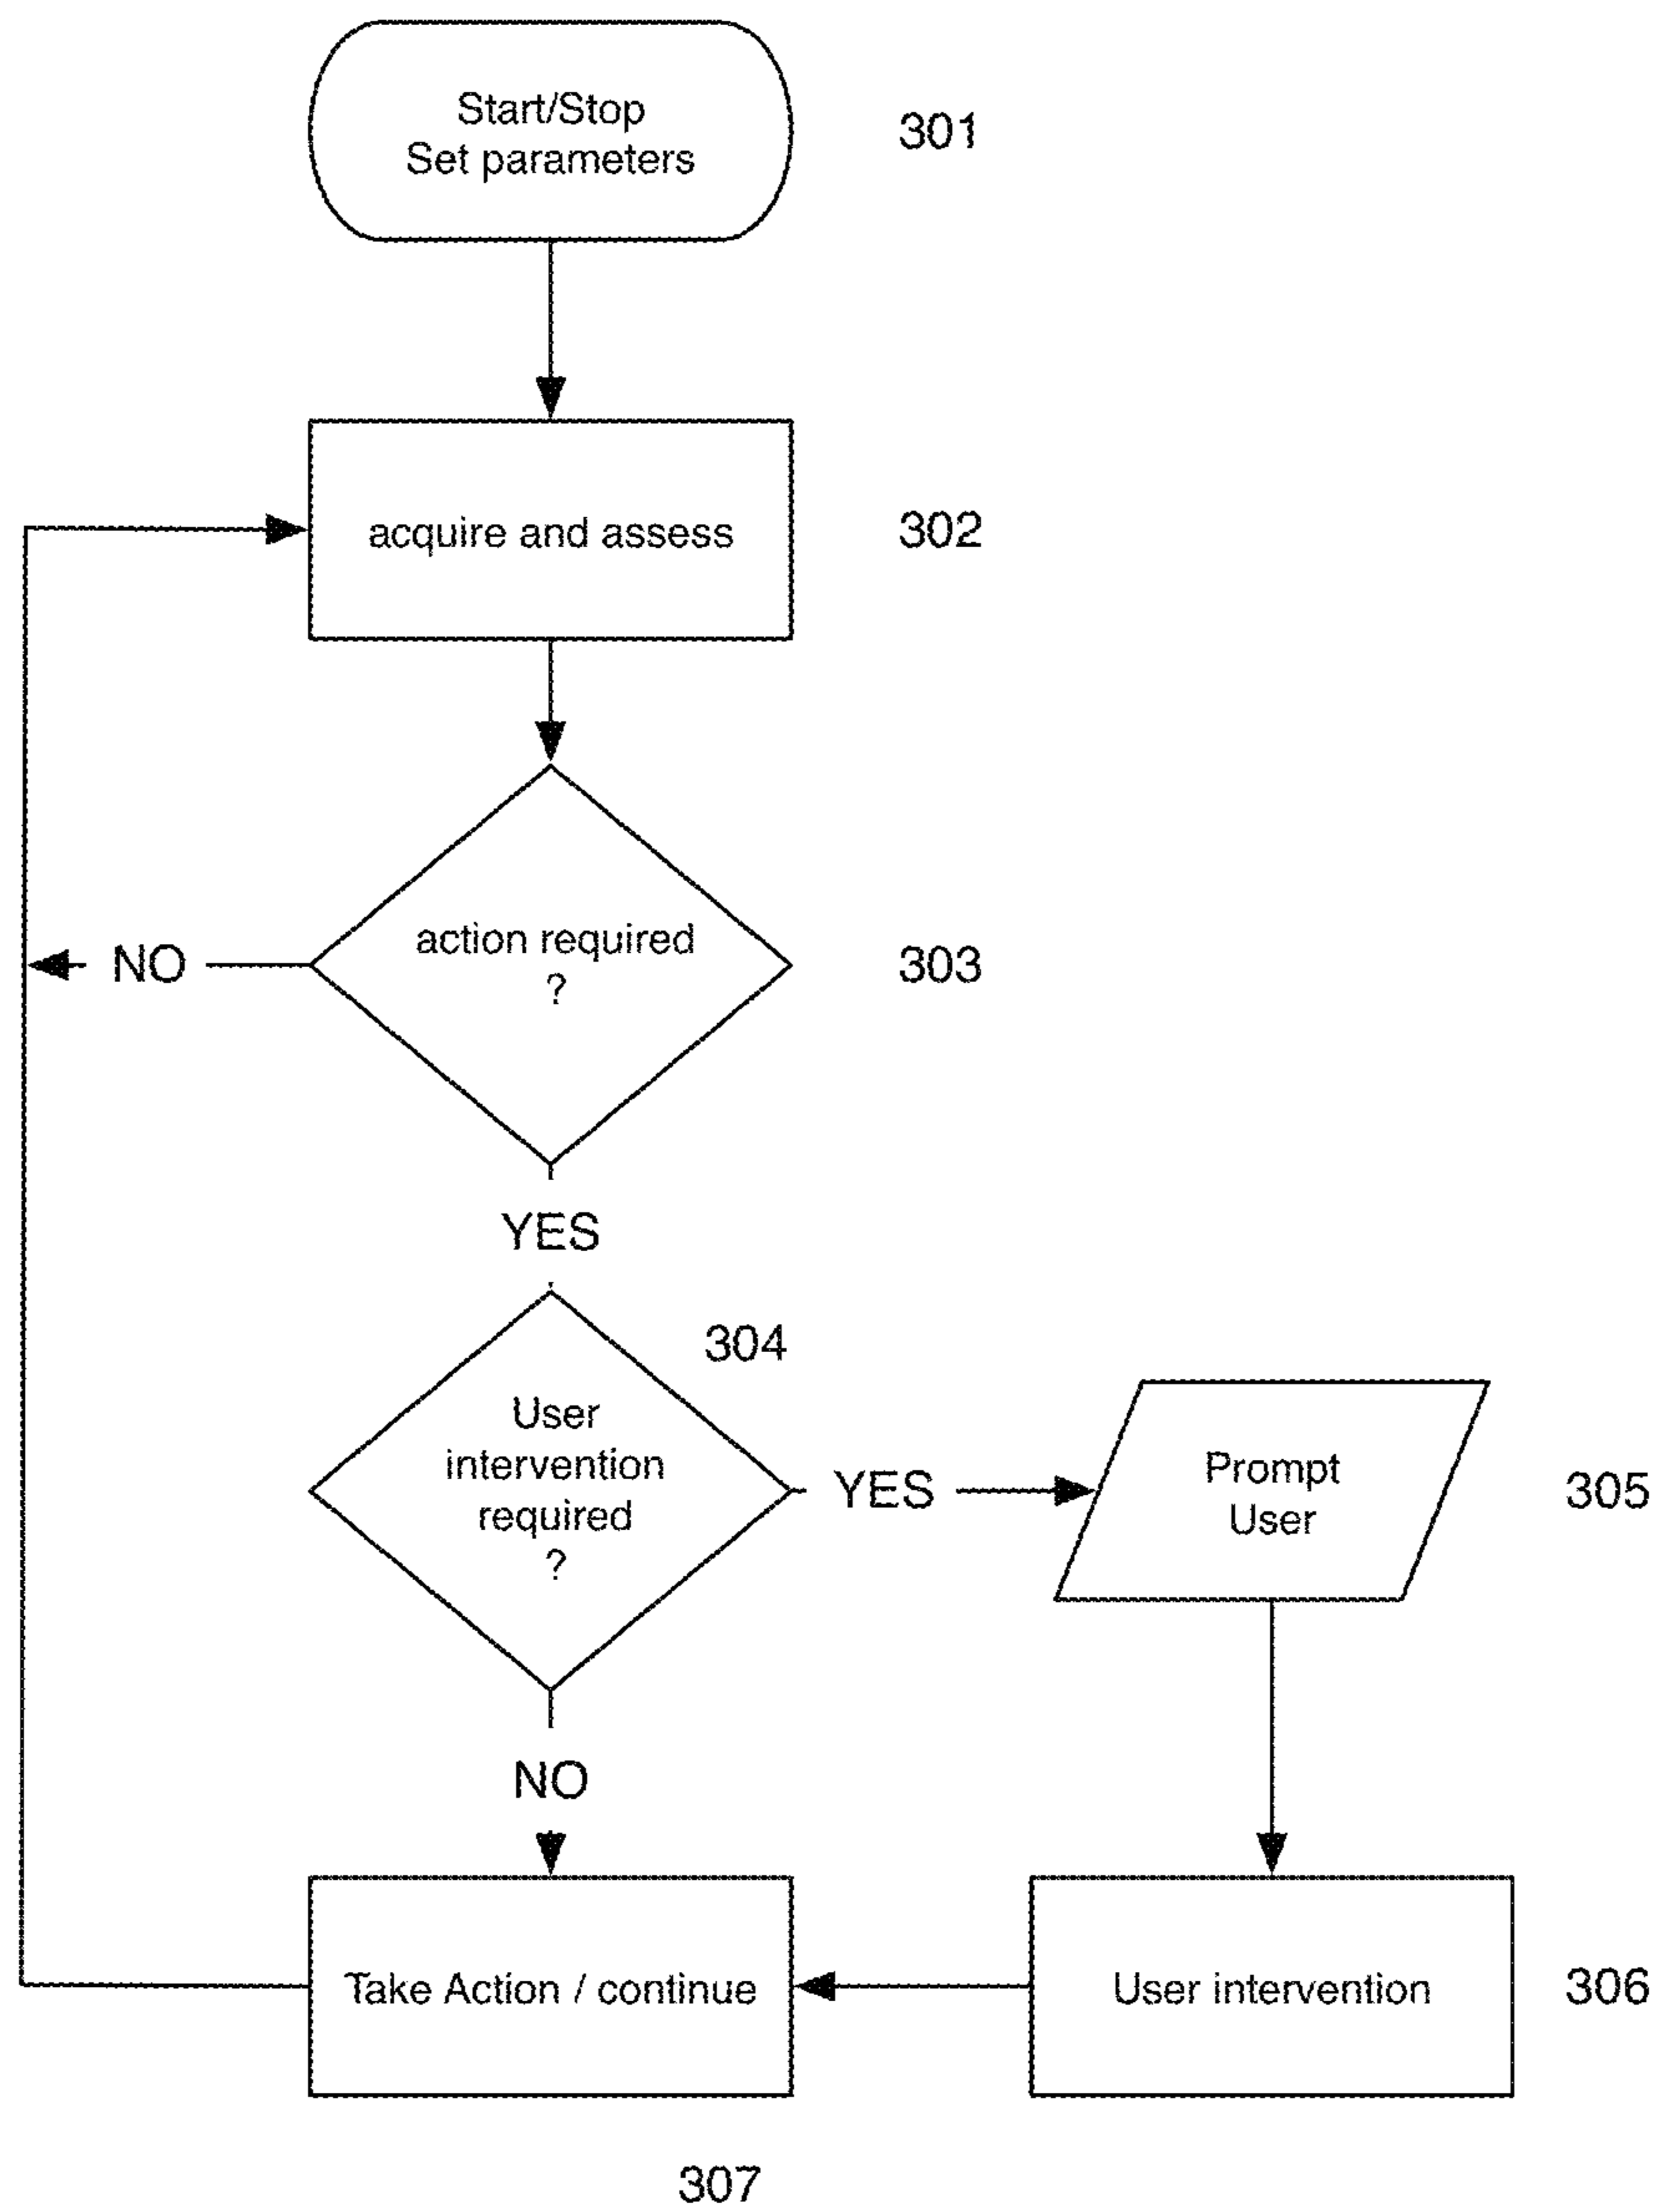 Start/Stop
Set parameters
301
acquire and assess
302
action required
?
303
NO
YES
304
User
intervention
required
?
YES
Prompt
User
305
NO
Take Action / continue
User intervention
306
307